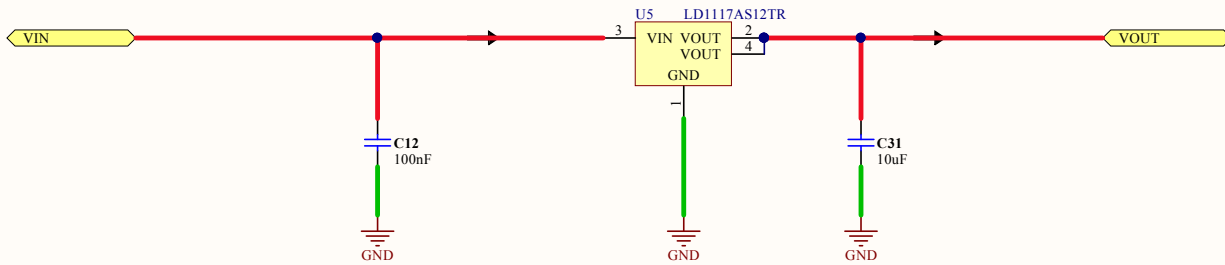 U5 LD1117AS12TR
VIN
3
VIN VOUT
2
VOUT
4
VOUT
GND
1
C12
100nF
C31
10uF
GND
GND
GND